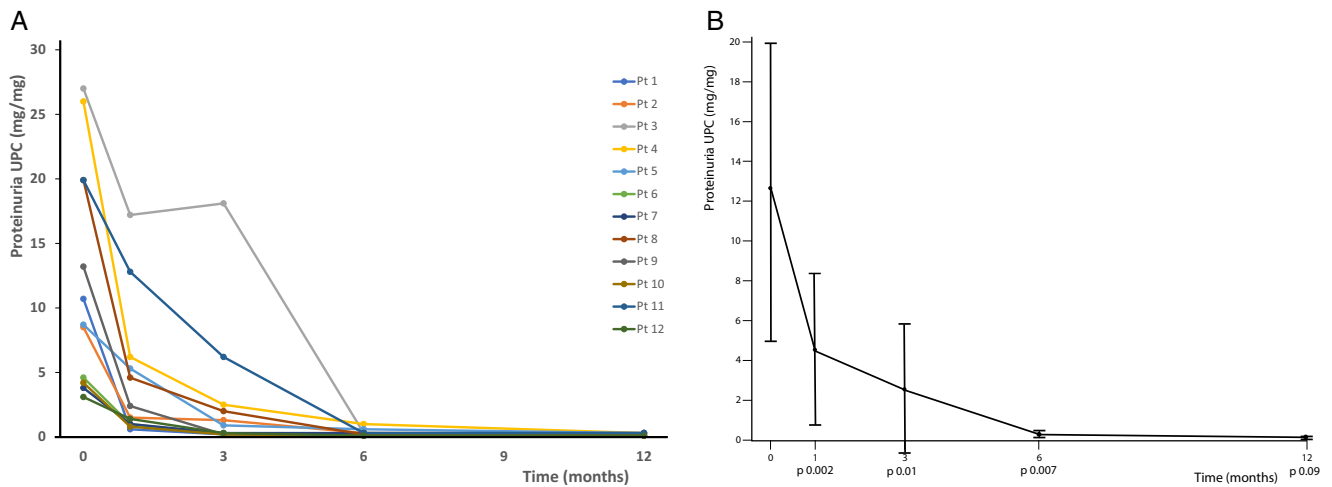 A
Proteinuria UPC (mg/mg)
30
25
20
15
10
5
0
0
3
6
9
12
Time (months)
Pt 1
Pt 2
Pt 3
Pt 4
Pt 5
Pt 6
Pt 7
Pt 8
Pt 9
Pt 10
Pt 11
Pt 12
B
Proteinuria UPC (mg/mg)
20
18
16
14
12
10
8
6
4
2
0
0 1 3 6 12
p 0.002 p 0.01 p 0.007 Time (months) p 0.09